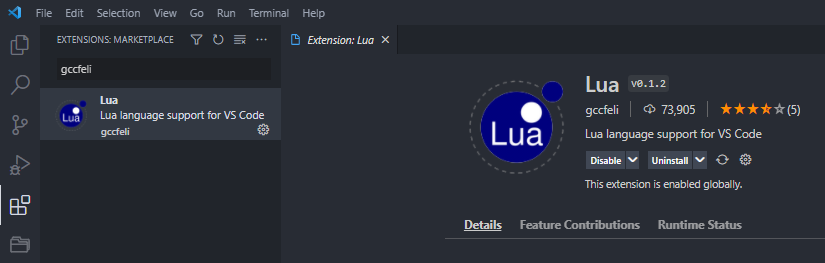 File Edit Selection View Go Run Terminal Help
EXTENSIONS: MARKETPLACE
gccfeli
Lua
Lua language support for VS Code
gccfeli
Extension: Lua
Lua
Lua v0.1.2
gccfeli 73,905 (5)
Lua language support for VS Code
Disable Uninstall
This extension is enabled globally.
Details Feature Contributions Runtime Status
Lua